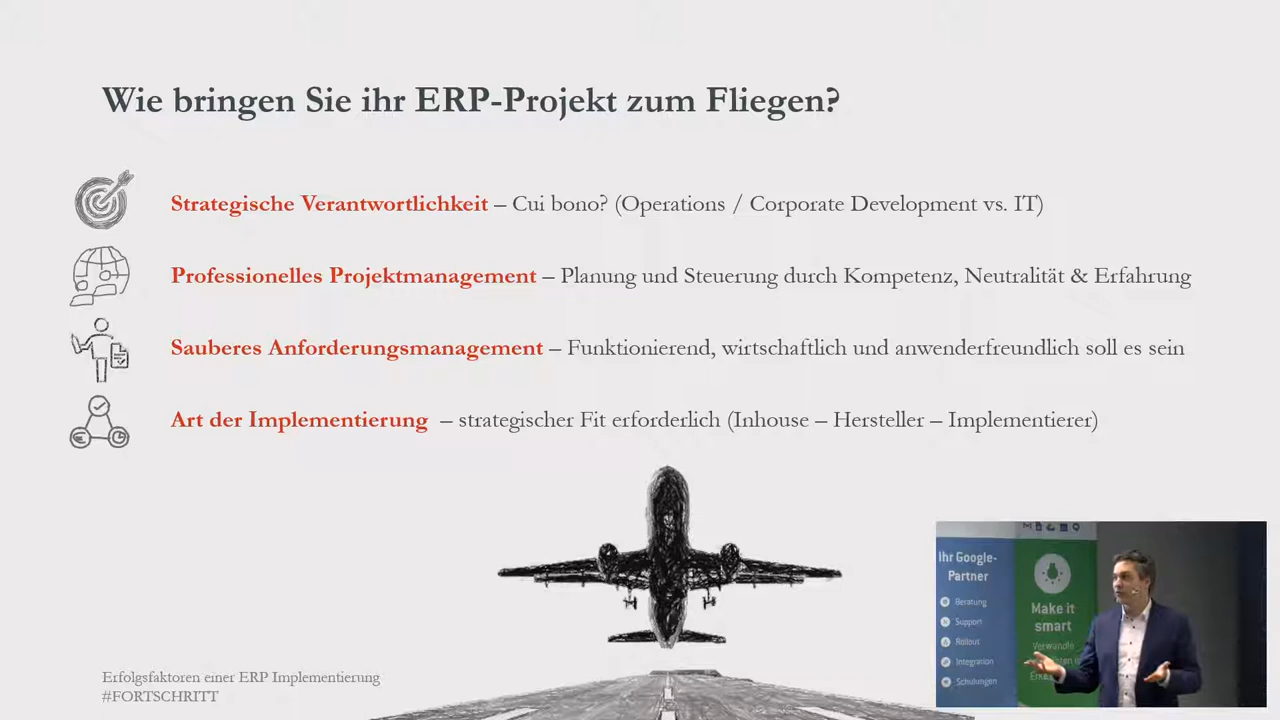 Wie bringen Sie ihr ERP-Projekt zum Fliegen?
Strategische Verantwortlichkeit – Cui bono? (Operations / Corporate Development vs. IT)
Professionelles Projektmanagement – Planung und Steuerung durch Kompetenz, Neutralität & Erfahrung
Sauberes Anforderungsmanagement – Funktionierend, wirtschaftlich und anwenderfreundlich soll es sein
Art der Implementierung – strategischer Fit erforderlich (Inhouse – Hersteller – Implementierer)
Erfolgsfaktoren einer ERP Implementierung
#FORTSCHRITT
Ihr Google-
Partner
Beratung
Support
Rollout
Integration
Schulungen
Make it
smart